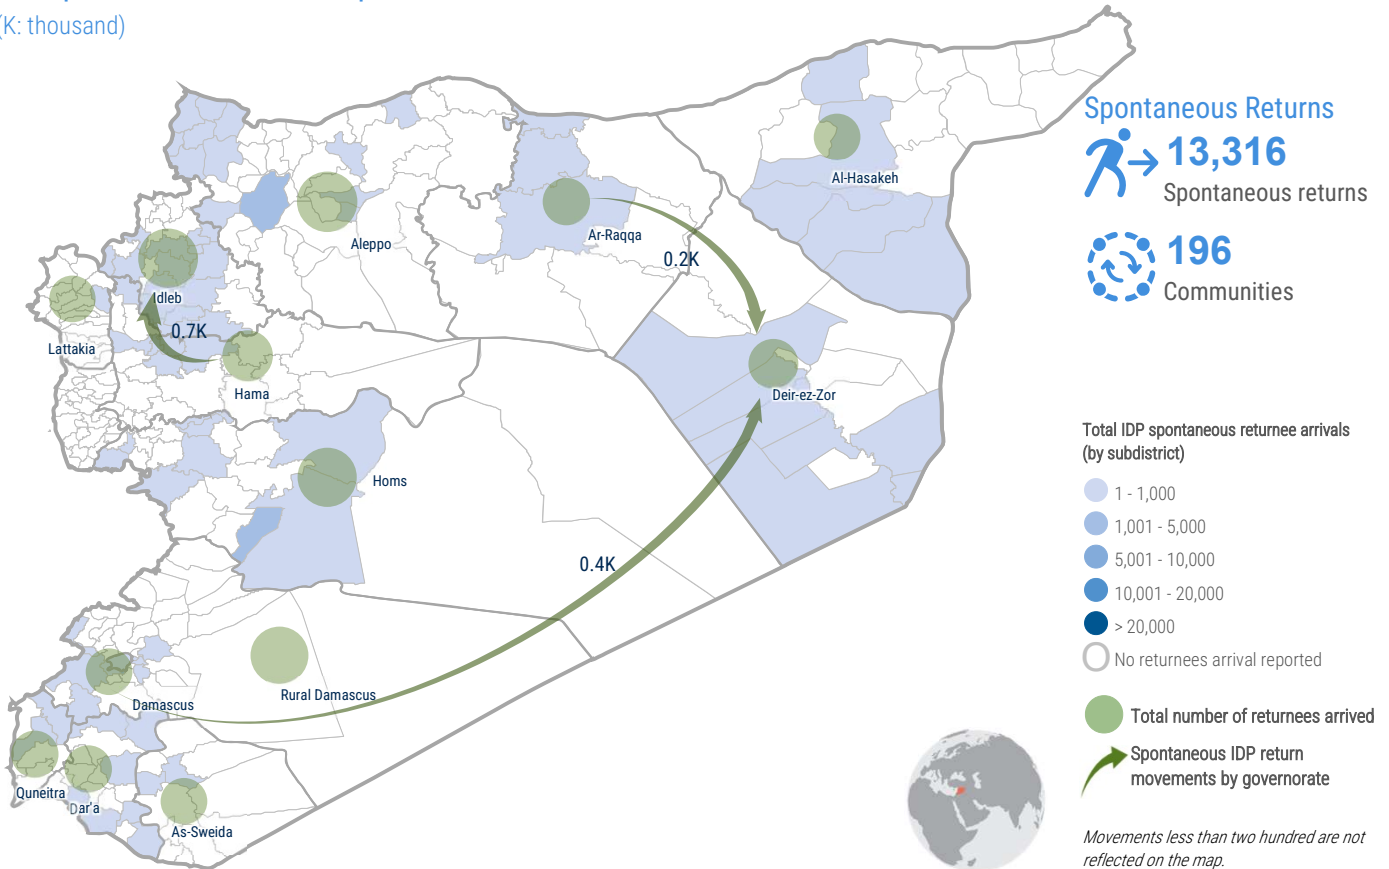 (K: thousand)
Spontaneous Returns
13,316
Spontaneous returns
196
Communities
Al-Hasakeh
Aleppo
Ar-Raqqa
0.2K
Idleb
0.7K
Lattakia
Hama
Deir-ez-Zor
Homs
0.4K
Rural Damascus
Damascus
Quneitra
Dar'a
As-Sweida
Total IDP spontaneous returnee arrivals
(by subdistrict)
1 - 1,000
1,001 - 5,000
5,001 - 10,000
10,001 - 20,000
> 20,000
No returnees arrival reported
Total number of returnees arrived
Spontaneous IDP return
movements by governorate
Movements less than two hundred are not
reflected on the map.